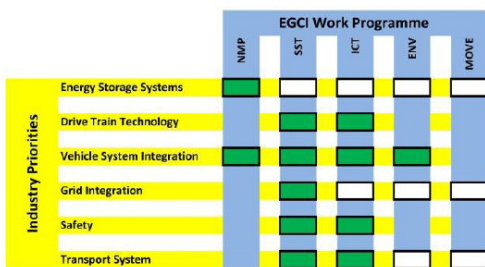 EGCI Work Programme
NMP
SST
ICT
ENV
MOVE
Industry Priorities
Energy Storage Systems
Drive Train Technology
Vehicle System Integration
Grid Integration
Safety
Transport System